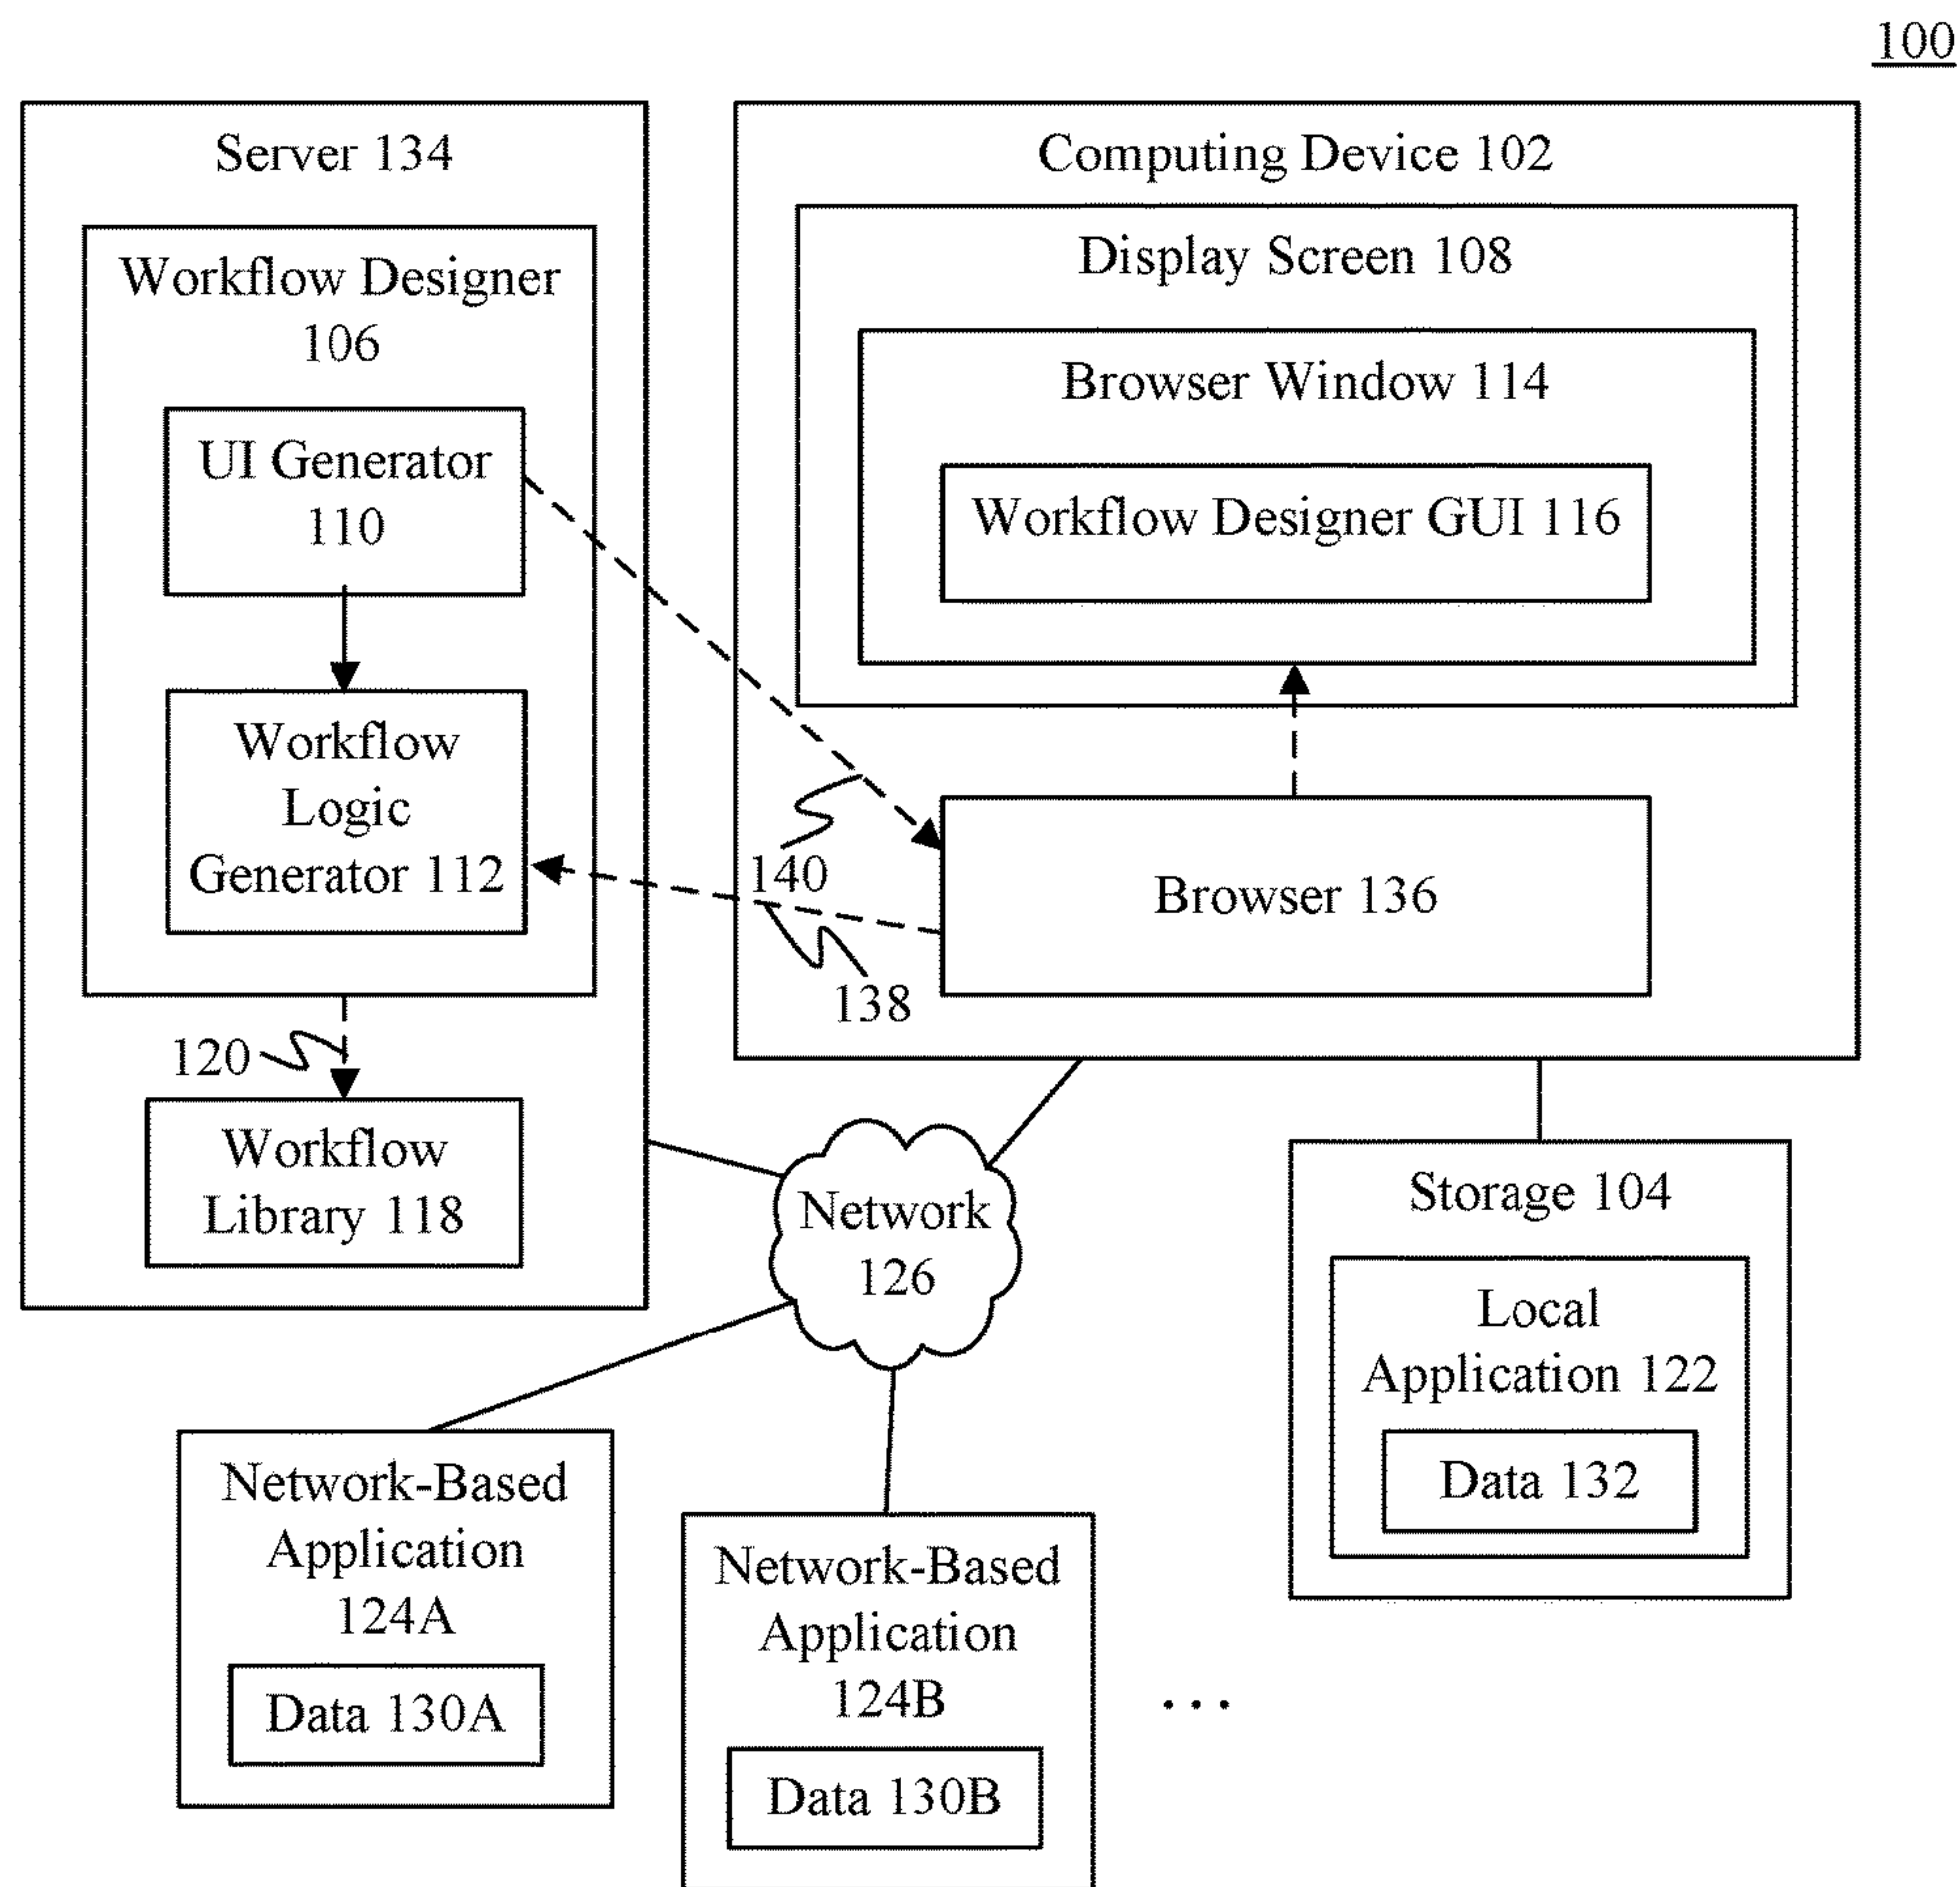 100
Server 134
Workflow Designer
106
UI Generator
110
Workflow
Logic
Generator 112
120
Workflow
Library 118
Computing Device 102
Display Screen 108
Browser Window 114
Workflow Designer GUI 116
140
Browser 136
138
Network
126
Storage 104
Local
Application 122
Data 132
Network-Based
Application
124A
Data 130A
Network-Based
Application
124B
Data 130B
...